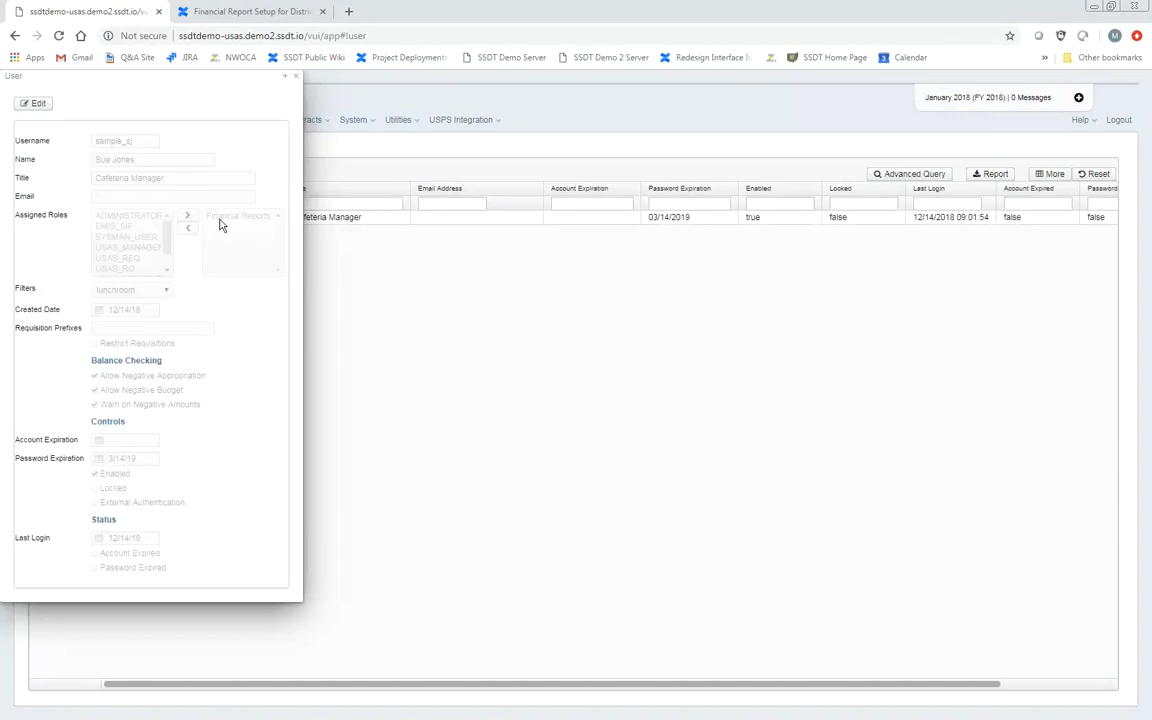 ssdtdemo-usas.demo2.ssdt.io/
Financial Report Setup for Distri
Not secure | ssdtdemo-usas.demo2.ssdt.io/vui/app#!user
Apps Gmail Q&A Site JIRA NWOCA SSDT Public Wiki Project Deployment SSDT Demo Server SSDT Demo 2 Server Redesign Interface SSDT Home Page Calendar » Other bookmarks
User
Edit
January 2018 (FY 2018) | 0 Messages
racts System Utilities USPS Integration Help Logout
Advanced Query Report More Reset
Email Address Account Expiration Password Expiration Enabled Locked Last Login Account Expired Password
feteria Manager 03/14/2019 true false 12/14/2018 09:01:54 false false
Username sample_sj
Name Sue Jones
Title Cafeteria Manager
Email
Assigned Roles ADMINISTRATOR Financial Reports
EMIS_SIF
SYSMAN_USER
USAS_MANAGER
USAS_REQ
USAS_RO
Filters lunchroom
Created Date 12/14/18
Requisition Prefixes
Restrict Requisitions
Balance Checking
Allow Negative Appropriation
Allow Negative Budget
Warn on Negative Amounts
Controls
Account Expiration
Password Expiration 3/14/19
Enabled
Locked
External Authentication
Status
Last Login 12/14/18
Account Expired
Password Expired